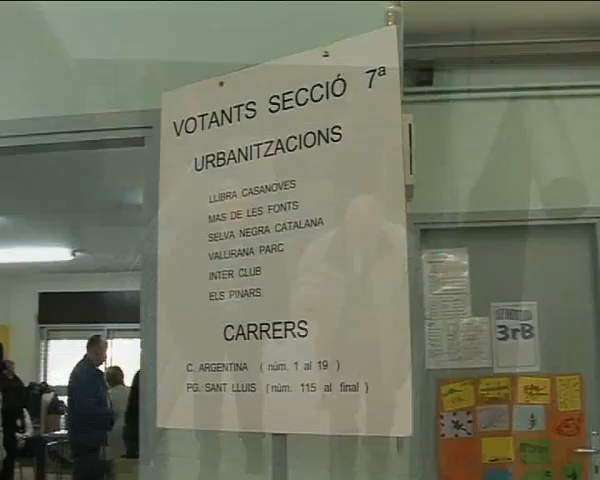 VOTANTS SECCIÓ 7ª
URBANITZACIONS
LLIBRA CASANOVES
MAS DE LES FONTS
SELVA NEGRA CATALANA
VALLIRANA PARC
INTER CLUB
ELS PINARS
CARRERS
C. ARGENTINA ( núm. 1 al 19 )
PG. SANT LLUIS ( núm. 115 al final )
3rB